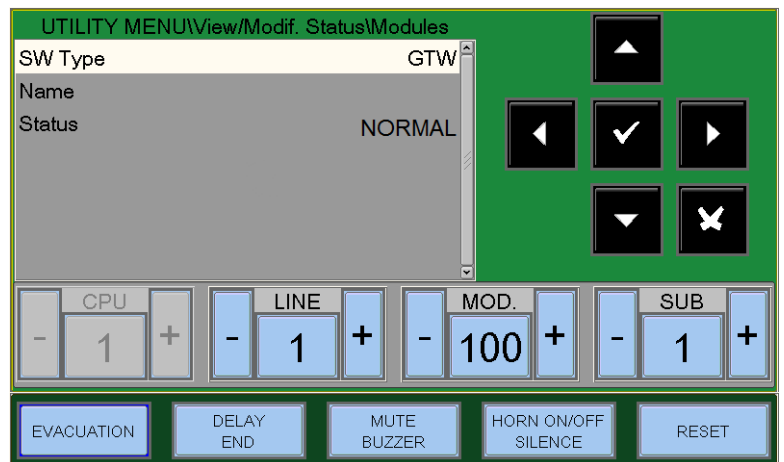 UTILITY MENU\View/Modif. Status\Modules
SW Type GTW
Name
Status NORMAL
CPU LINE MOD. SUB
- 1 + - 1 + - 100 + - 1 +
EVACUATION DELAY END MUTE BUZZER HORN ON/OFF SILENCE RESET